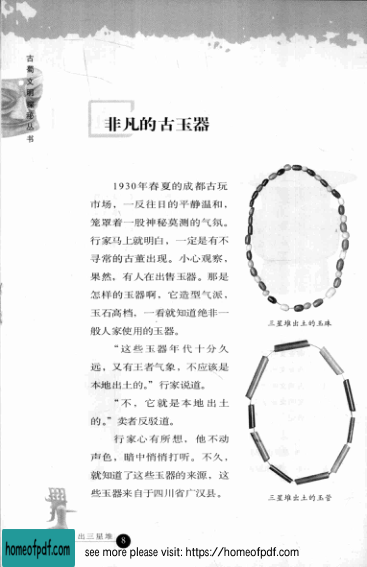 古蜀文明探秘丛书
非凡的古玉器
1930年春夏的成都古玩
市场，一反往日的平静温和，
笼罩着一股神秘莫测的气氛。
行家马上就明白，一定是有不
寻常的古董出现。小心观察，
果然，有人在出售玉器。那是
怎样的玉器啊，它造型气派，
玉石高档，一看就知道绝非一
般人家使用的玉器。
“这些玉器年代十分久
远，又有王者气象，不应该是
本地出土的。”行家说道。
“不，它就是本地出土
的。”卖者反驳道。
行家心有所想，他不动
声色，暗中悄悄打听。不久，
就知道了这些玉器的来源，这
些玉器来自于四川省广汉县。
三星堆出土的玉珠
三星堆出土的玉管
出三星堆 8
homeofpdf.com
see more please visit: https://homeofpdf.com